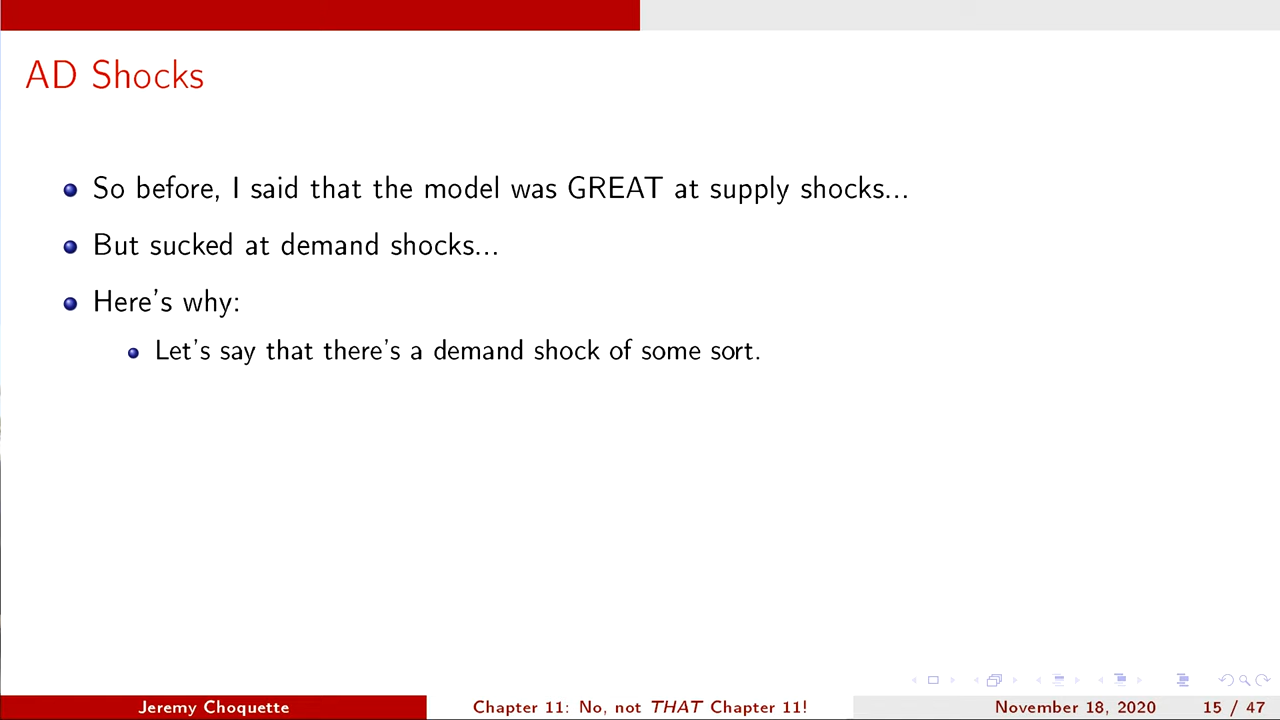 AD Shocks
So before, I said that the model was GREAT at supply shocks...
But sucked at demand shocks...
Here's why:
Let's say that there's a demand shock of some sort.
Jeremy Choquette
Chapter 11: No, not THAT Chapter 11!
November 18, 2020
15 / 47